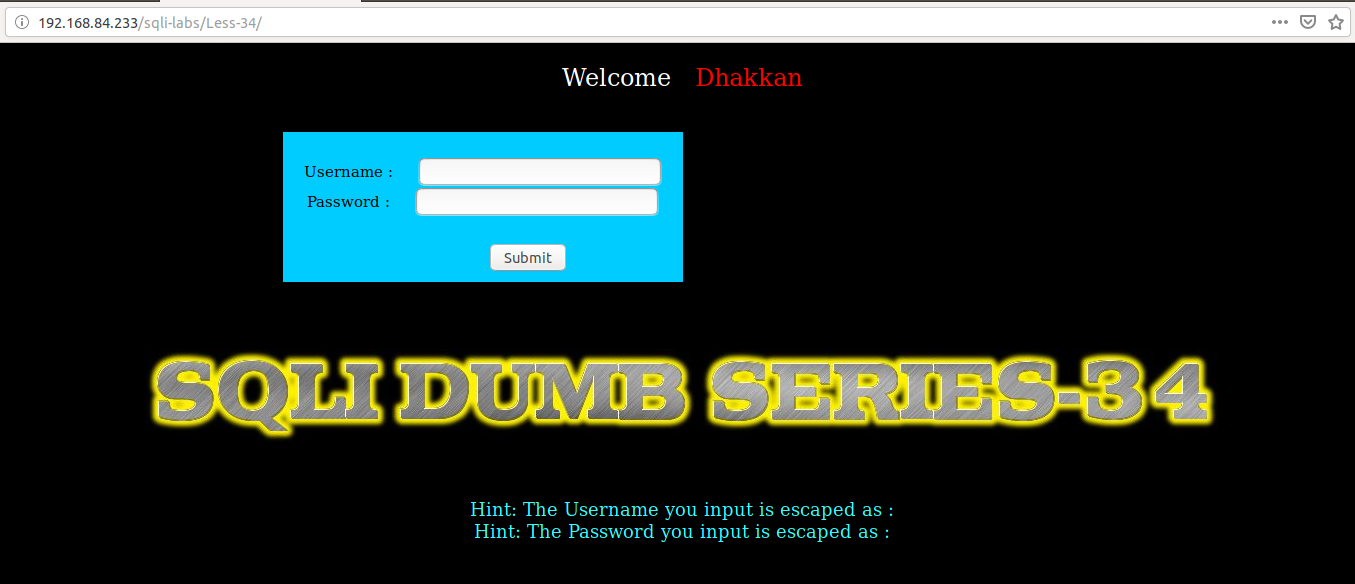 192.168.84.233/sqli-labs/Less-34/
Welcome Dhakkan
Username :
Password :
Submit
SQLI DUMB SERIES-34
Hint: The Username you input is escaped as :
Hint: The Password you input is escaped as :